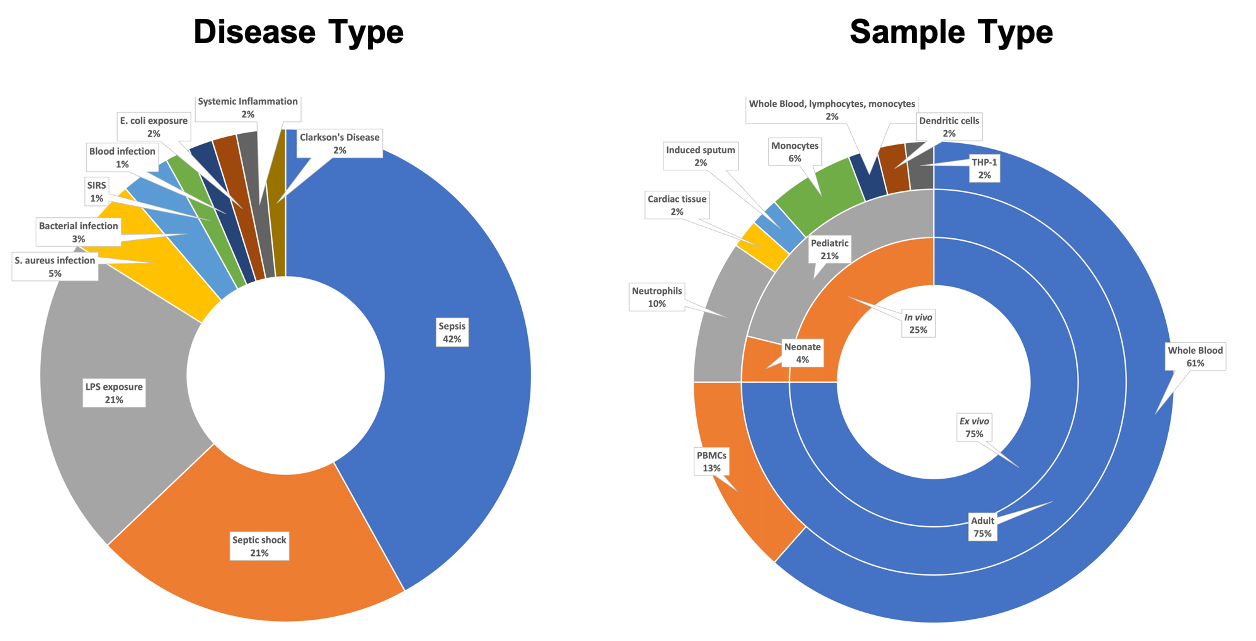 Disease Type
Systemic Inflammation
2%
E. coli exposure
2%
Clarkson's Disease
2%
Blood infection
1%
SIRS
1%
Bacterial infection
3%
S. aureus infection
5%
Sepsis
42%
LPS exposure
21%
Septic shock
21%
Sample Type
Whole Blood, lymphocytes, monocytes
2%
Dendritic cells
2%
Monocytes
6%
Induced sputum
2%
THP-1
2%
Cardiac tissue
2%
Pediatric
21%
Neutrophils
10%
In vivo
25%
Neonate
4%
Whole Blood
61%
Ex vivo
75%
PBMCs
13%
Adult
75%